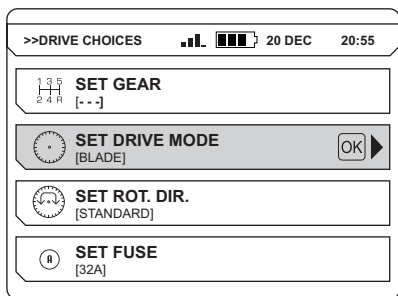 >>DRIVE CHOICES 20 DEC 20:55
1 3 5
2 4 R
SET GEAR
[- - -]
SET DRIVE MODE
[BLADE]
OK
SET ROT. DIR.
[STANDARD]
A
SET FUSE
[32A]